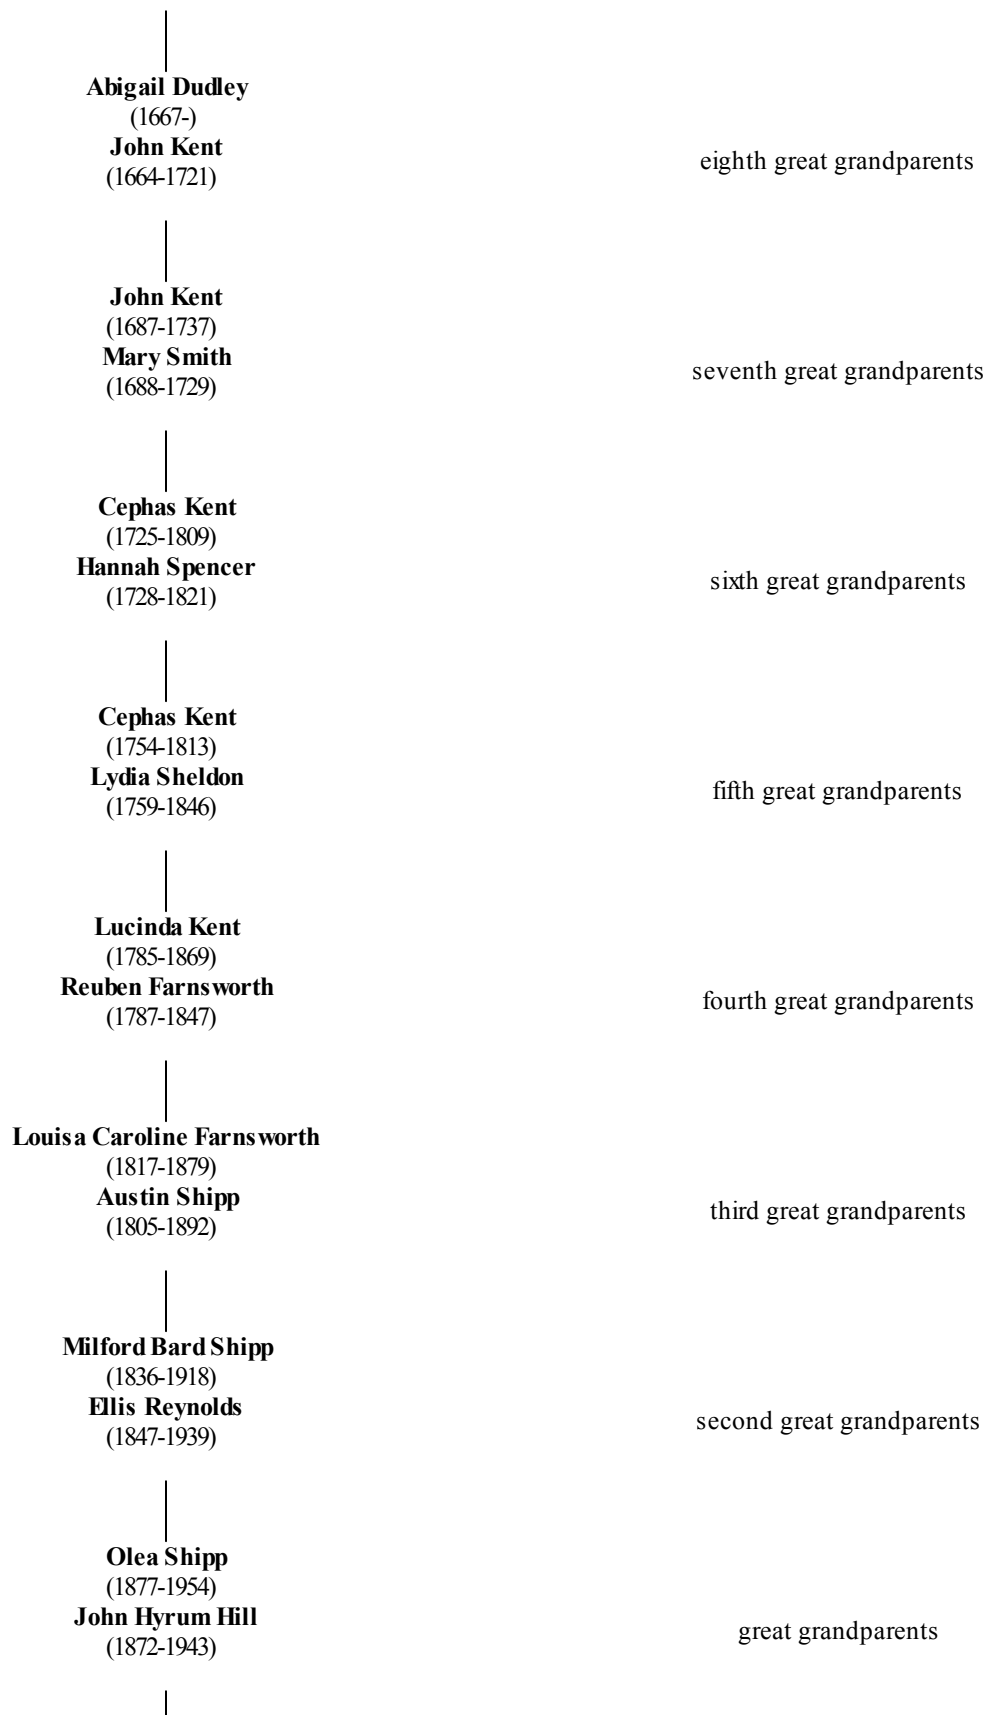 Abigail Dudley
(1667-)
John Kent
(1664-1721)
eighth great grandparents
John Kent
(1687-1737)
Mary Smith
(1688-1729)
seventh great grandparents
Cephas Kent
(1725-1809)
Hannah Spencer
(1728-1821)
sixth great grandparents
Cephas Kent
(1754-1813)
Lydia Sheldon
(1759-1846)
fifth great grandparents
Lucinda Kent
(1785-1869)
Reuben Farnsworth
(1787-1847)
fourth great grandparents
Louisa Caroline Farnsworth
(1817-1879)
Austin Shipp
(1805-1892)
third great grandparents
Milford Bard Shipp
(1836-1918)
Ellis Reynolds
(1847-1939)
second great grandparents
Olea Shipp
(1877-1954)
John Hyrum Hill
(1872-1943)
great grandparents